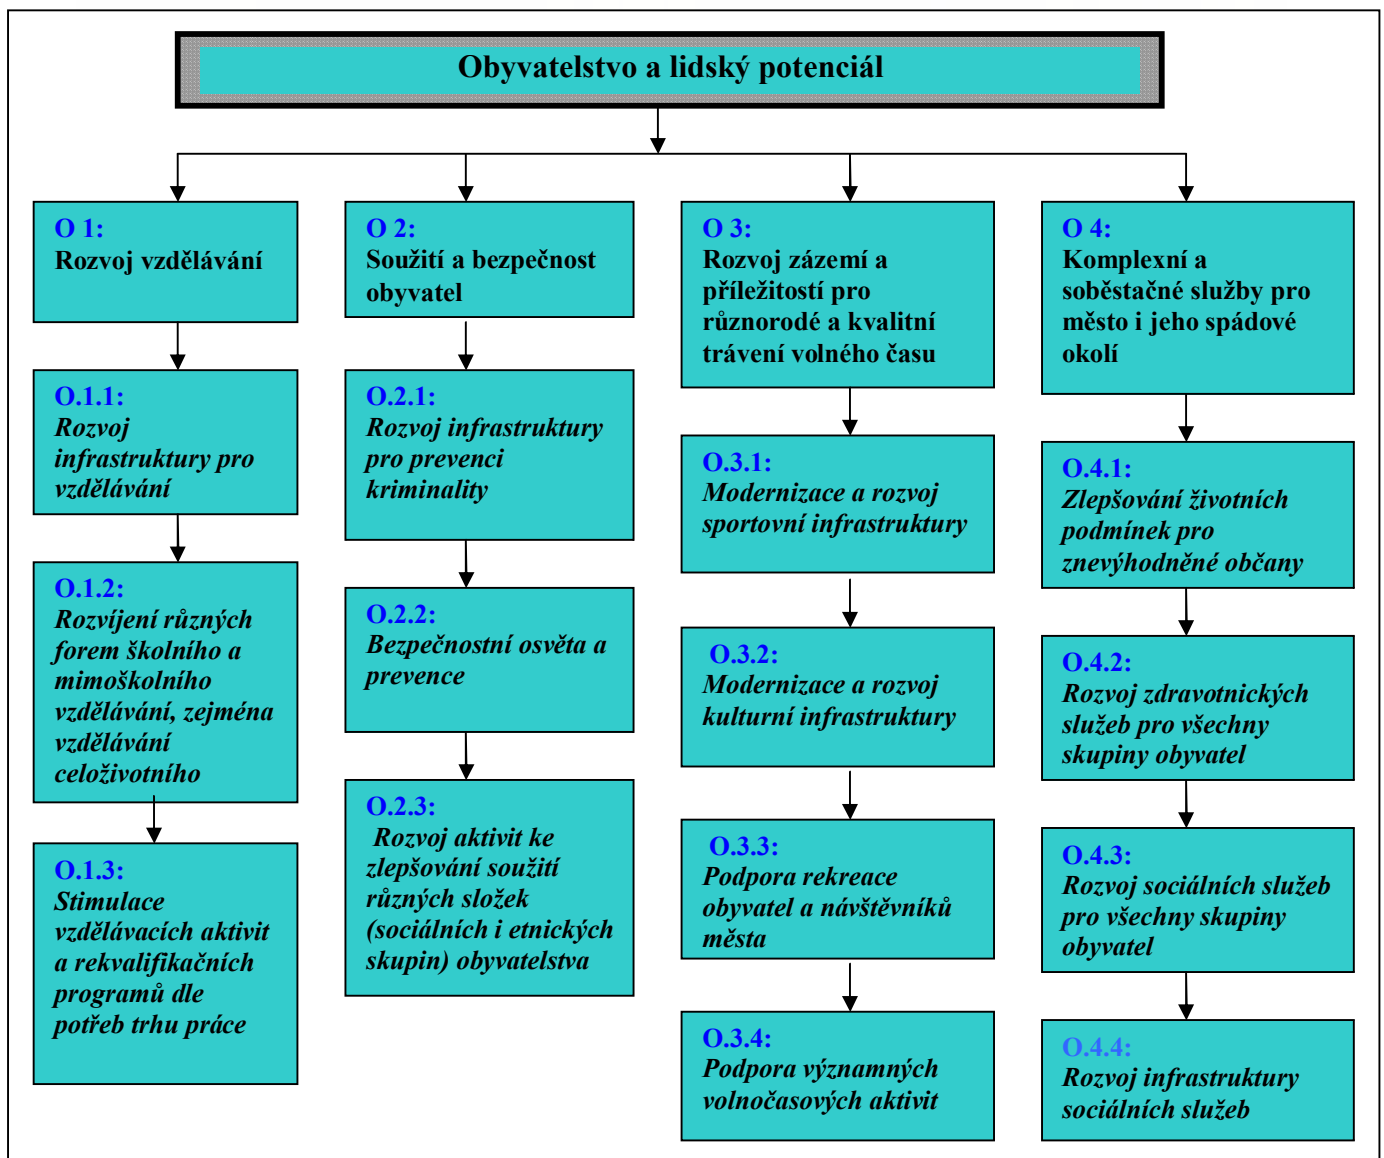 Obyvatelstvo a lidský potenciál
O 1:
Rozvoj vzdělávání
O.1.1:
Rozvoj
infrastruktury pro
vzdělávání
O.1.2:
Rozvíjení různých
forem školního a
mimoškolního
vzdělávání, zejména
vzdělávání
celoživotního
O.1.3:
Stimulace
vzdělávacích aktivit
a rekvalifikačních
programů dle
potřeb trhu práce
O 2:
Soužití a bezpečnost
obyvatel
O.2.1:
Rozvoj infrastruktury
pro prevenci
kriminality
O.2.2:
Bezpečnostní osvěta a
prevence
O.2.3:
Rozvoj aktivit ke
zlepšování soužití
různých složek
(sociálních i etnických
skupin) obyvatelstva
O 3:
Rozvoj zázemí a
příležitostí pro
různorodé a kvalitní
trávení volného času
O.3.1:
Modernizace a rozvoj
sportovní infrastruktury
O.3.2:
Modernizace a rozvoj
kulturní infrastruktury
O.3.3:
Podpora rekreace
obyvatel a návštěvníků
města
O.3.4:
Podpora významných
volnočasových aktivit
O 4:
Komplexní a
soběstačné služby pro
město i jeho spádové
okolí
O.4.1:
Zlepšování životních
podmínek pro
znevýhodněné občany
O.4.2:
Rozvoj zdravotnických
služeb pro všechny
skupiny obyvatel
O.4.3:
Rozvoj sociálních služeb
pro všechny skupiny
obyvatel
O.4.4:
Rozvoj infrastruktury
sociálních služeb